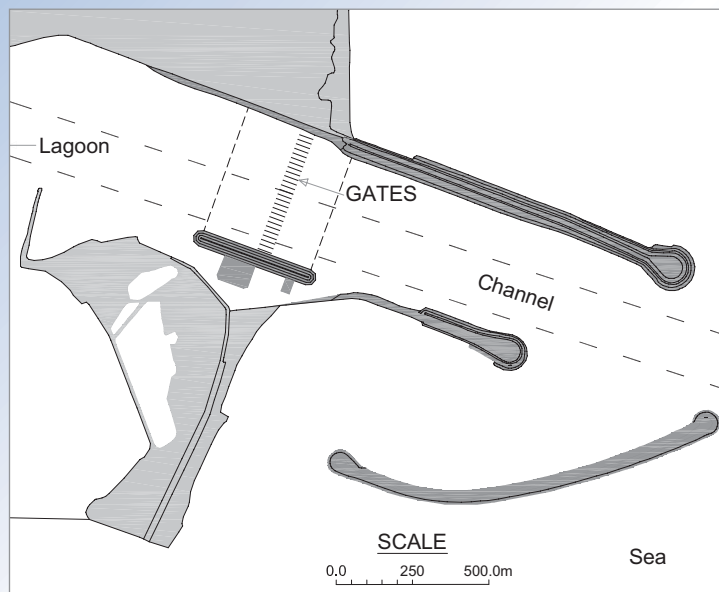 Lagoon
GATES
Channel
SCALE
0.0 250 500.0m
Sea